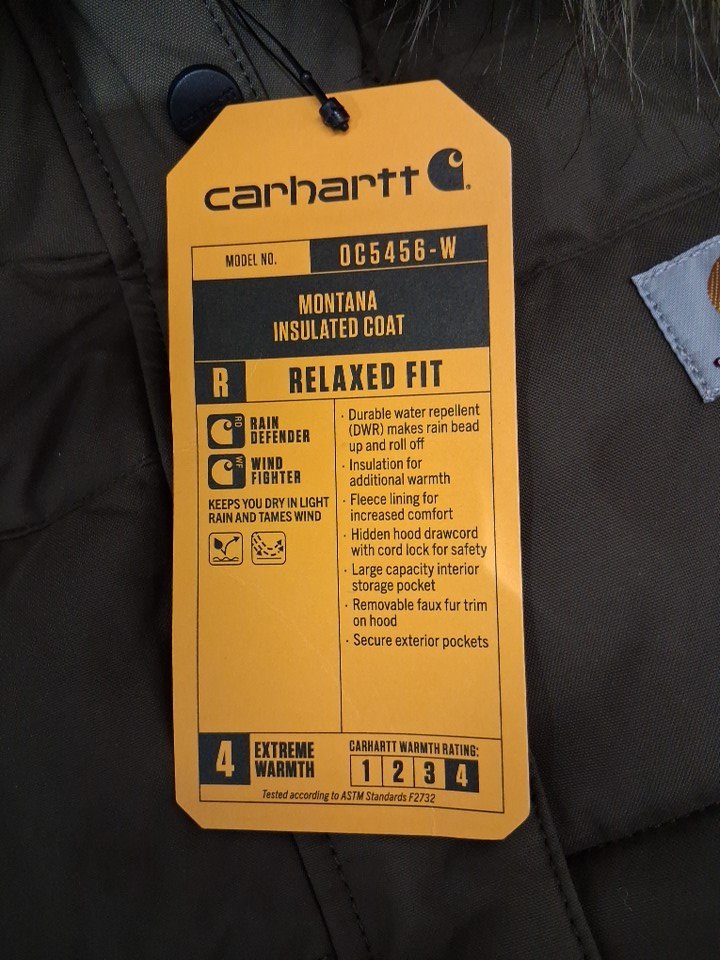 carhartt
MODEL NO. OC5456-W
MONTANA
INSULATED COAT
R RELAXED FIT
RD
RAIN
DEFENDER
WF
WIND
FIGHTER
KEEPS YOU DRY IN LIGHT
RAIN AND TAMES WIND
· Durable water repellent
(DWR) makes rain bead
up and roll off
· Insulation for
additional warmth
· Fleece lining for
increased comfort
· Hidden hood drawcord
with cord lock for safety
· Large capacity interior
storage pocket
· Removable faux fur trim
on hood
· Secure exterior pockets
4 EXTREME
WARMTH
CARHARTT WARMTH RATING:
1 2 3 4
Tested according to ASTM Standards F2732